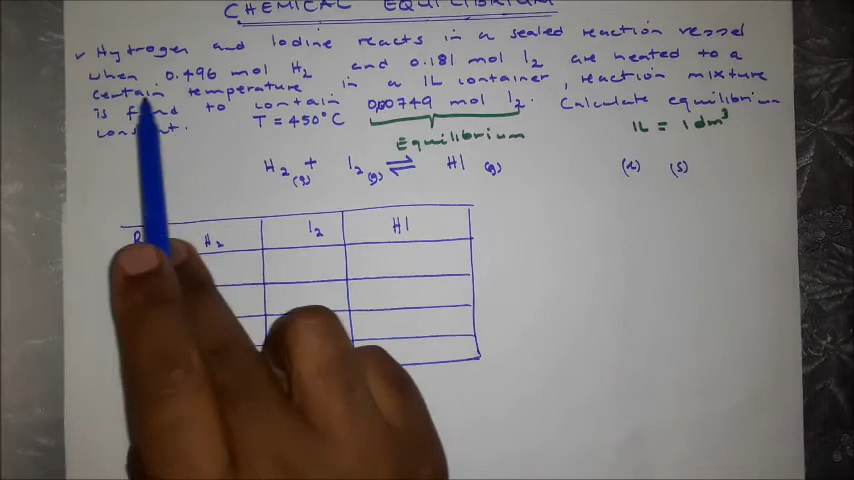 CHEMICAL EQUILIBRIUM
✓ Hydrogen and Iodine reacts in a sealed reaction vessel
when 0.496 mol H₂ and 0.181 mol I₂ are heated to a
certain temperature in a 1L container, reaction mixture
is found to contain 0,00749 mol I₂. Calculate equilibrium
constant. T = 450°C
Equilibrium
1L = 1dm³
H₂(g) + I₂(g) ⇌ HI(g)
(l) (s)
R H₂ I₂ HI